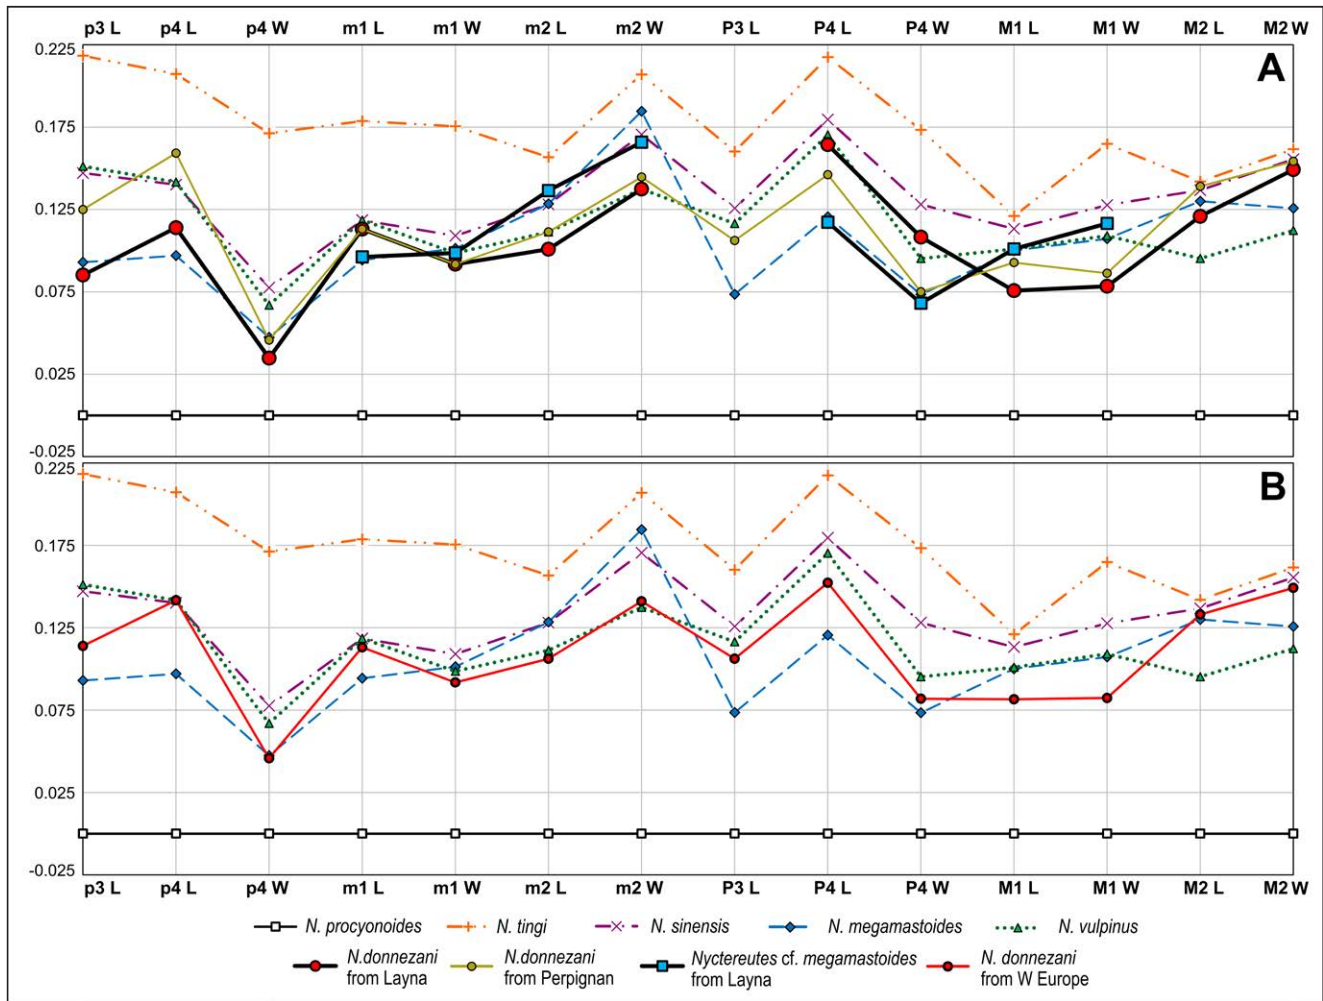 p3 L p4 L p4 W m1 L m1 W m2 L m2 W P3 L P4 L P4 W M1 L M1 W M2 L M2 W
0.225
A
0.175
0.125
0.075
0.025
-0.025
0.225
B
0.175
0.125
0.075
0.025
-0.025
p3 L p4 L p4 W m1 L m1 W m2 L m2 W P3 L P4 L P4 W M1 L M1 W M2 L M2 W
N. procyonoides N. tingi N. sinensis N. megamastoides N. vulpinus
N.donnezani N.donnezani Nyctereutes cf. megamastoides N. donnezani
from Layna from Perpignan from Layna from W Europe